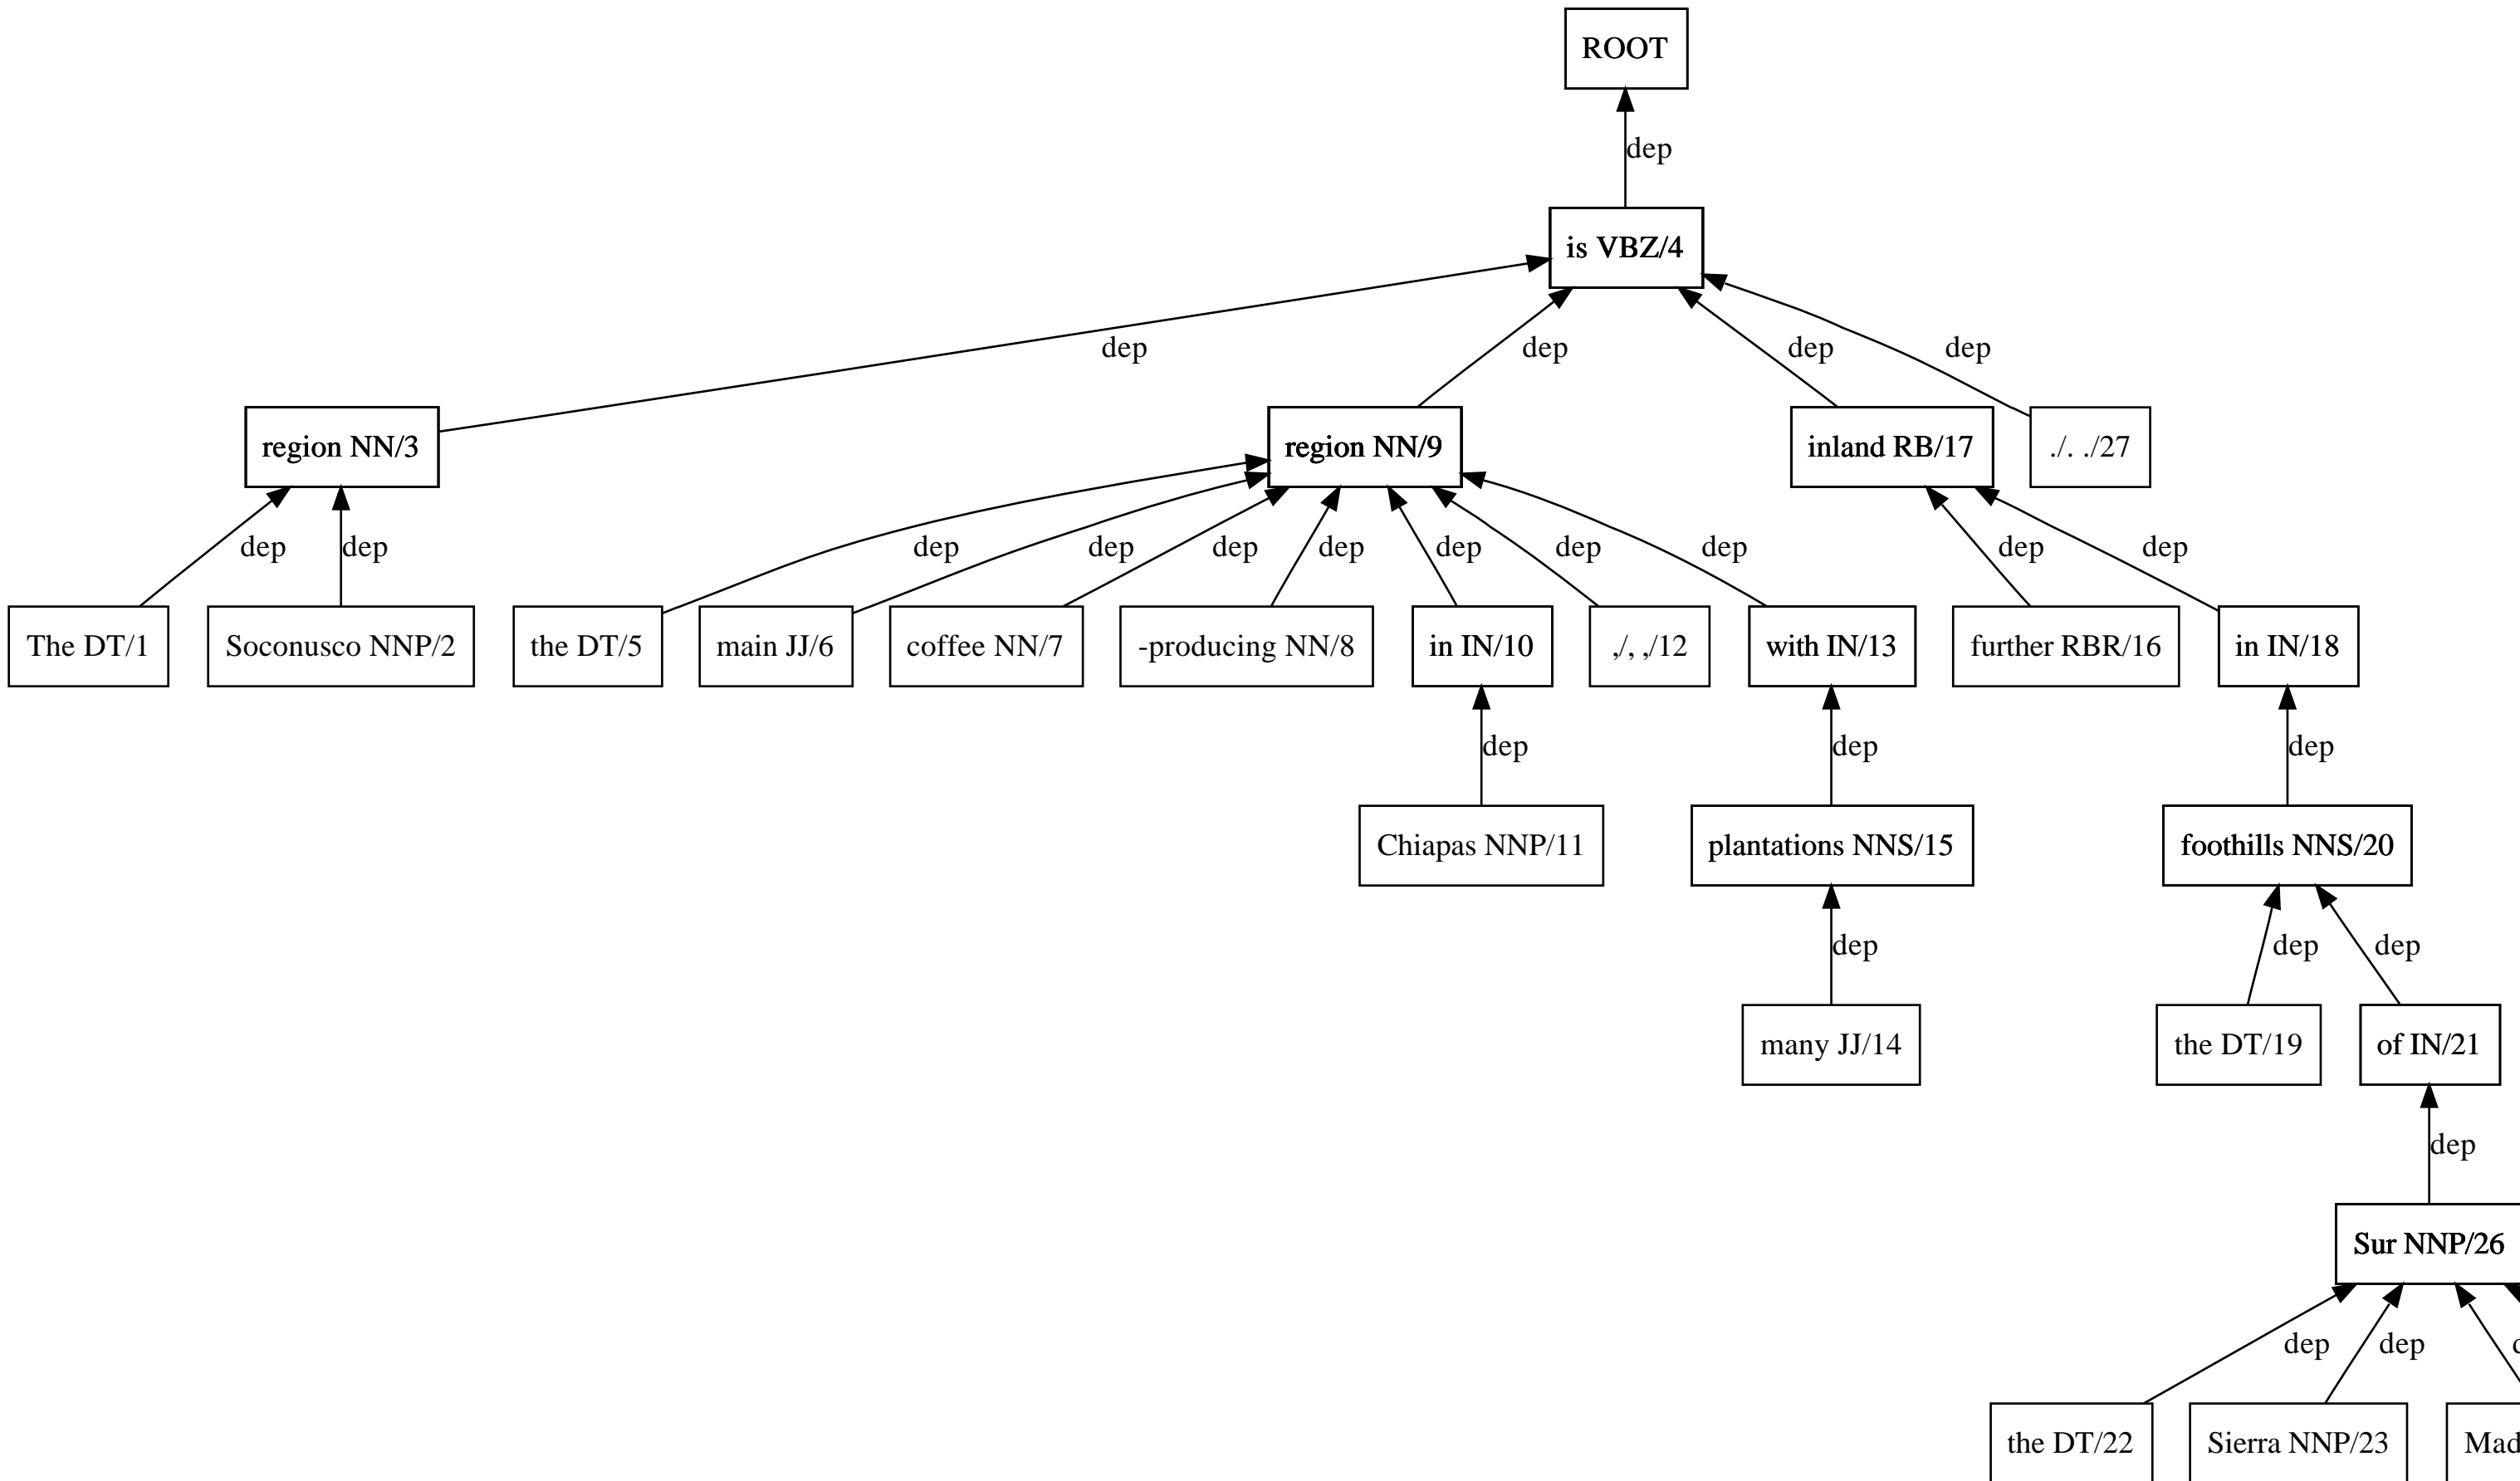 ROOT
dep
is VBZ/4
dep dep dep dep
region NN/3 region NN/9 inland RB/17 ./. ./27
dep dep dep dep dep dep dep dep dep dep dep
The DT/1 Soconusco NNP/2 the DT/5 main JJ/6 coffee NN/7 -producing NN/8 in IN/10 ,/, ,/12 with IN/13 further RBR/16 in IN/18
dep dep dep
Chiapas NNP/11 plantations NNS/15 foothills NNS/20
dep dep dep
many JJ/14 the DT/19 of IN/21
dep
Sur NNP/26
dep dep
the DT/22 Sierra NNP/23 Mad